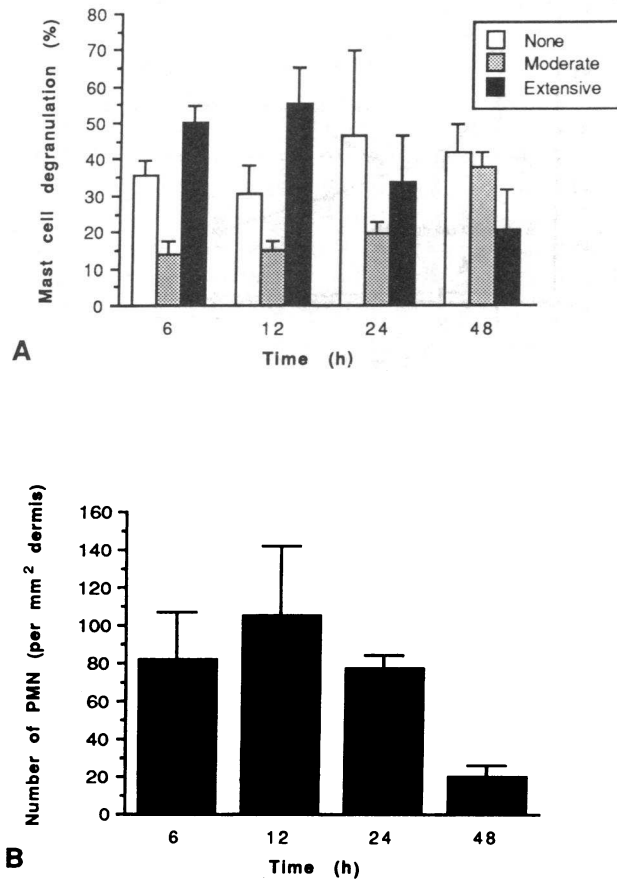 80
70
60
50
40
30
20
10
0
Mast cell degranulation (%)
None
Moderate
Extensive
6 12 24 48
Time (h)
A
160
140
120
100
80
60
40
20
0
Number of PMN (per mm² dermis)
6 12 24 48
Time (h)
B